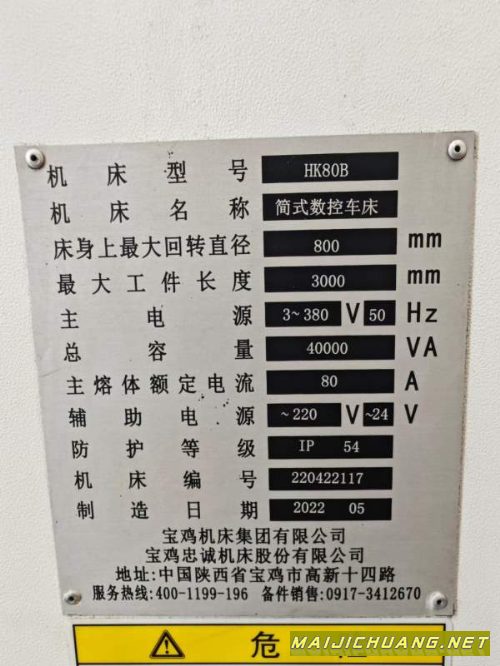 机床型号 HK80B
机床名称 简式数控车床
床身上最大回转直径 800 mm
最大工件长度 3000 mm
主电源 3~380 V 50 Hz
总容量 40000 VA
主熔体额定电流 80 A
辅助电源 ~220 V ~24 V
防护等级 IP 54
机床编号 220422117
制造日期 2022 05
宝鸡机床集团有限公司
宝鸡忠诚机床股份有限公司
地址:中国陕西省宝鸡市高新十四路
服务热线:400-1199-196 备件销售:0917-3412670
危
MAIJICHUANG.NET